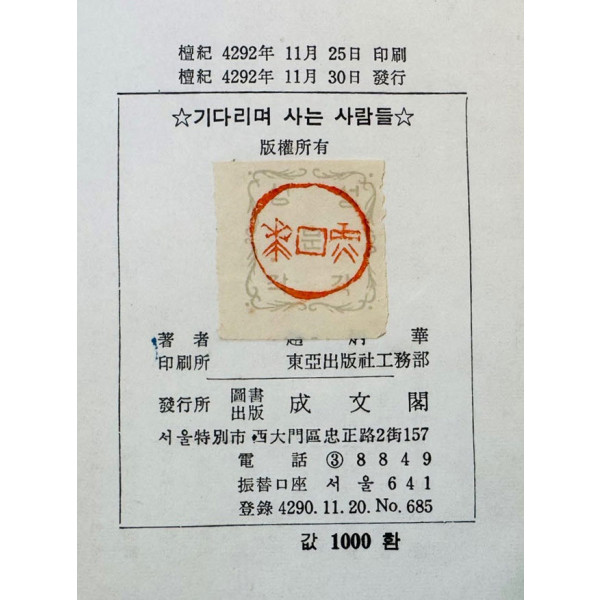 檀紀 4292年 11月 25日 印刷
檀紀 4292年 11月 30日 發行
☆기다리며 사는 사람들☆
版權所有
著者 趙炳華
印刷所 東亞出版社工務部
發行所 圖書出版 成文閣
서울特別市 西大門區忠正路2街157
電話 ③8849
振替口座 서울 641
登錄 4290.11.20. No.685
값 1000 환